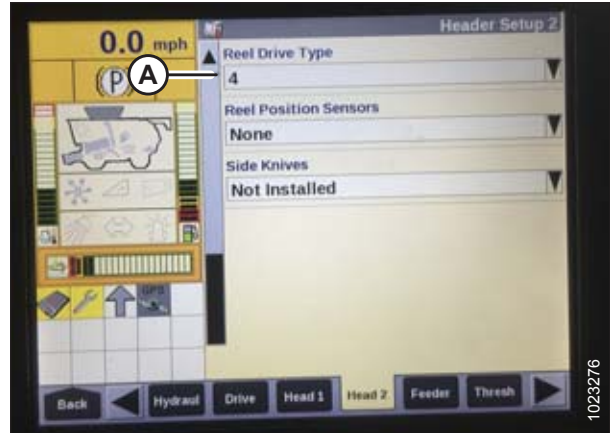 0.0 mph
Header Setup 2
Reel Drive Type
(P)
A
4
Reel Position Sensors
None
Side Knives
Not Installed
GPS
Back
Hydraul
Drive
Head 1
Head 2
Feeder
Thresh
1023276